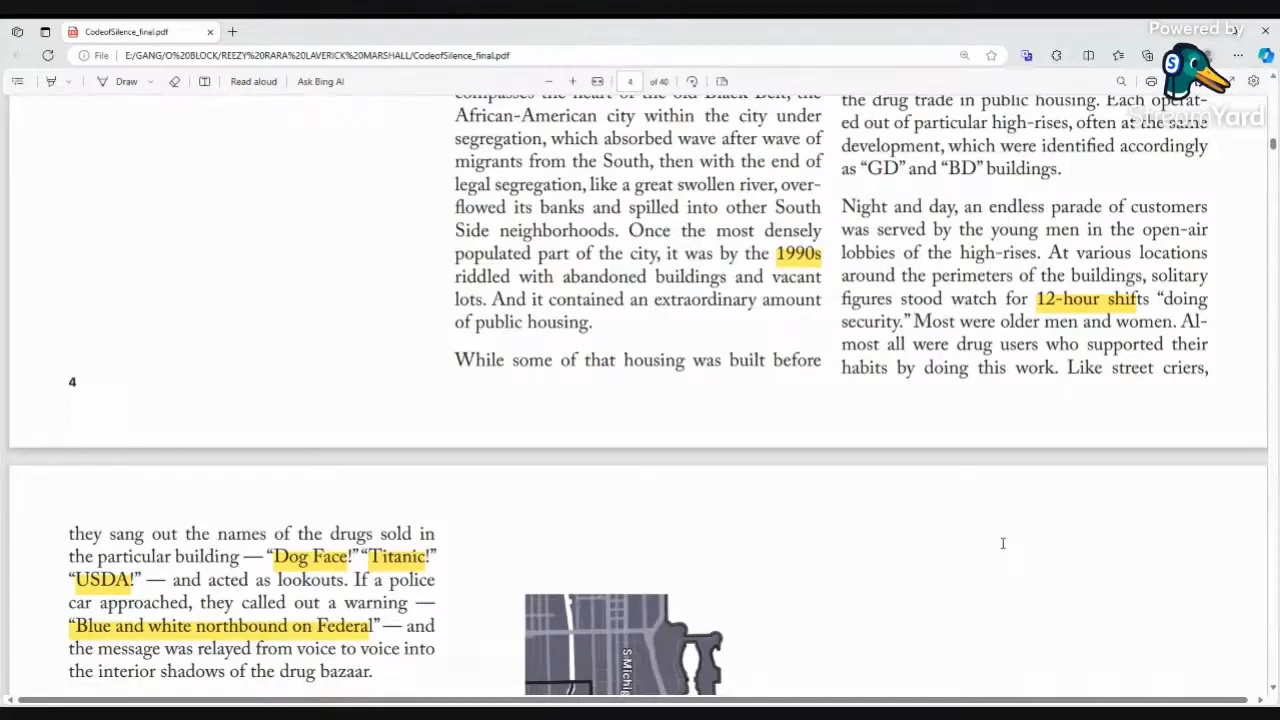 Powered by
CodeofSilence_final.pdf
File
E:/GANG/O%20BLOCK/REEZY%20RARA%20LAVERICK%20MARSHALL/CodeofSilence_final.pdf
Draw
Read aloud
Ask Bing AI
4
of 40
StreamYard
compasses the heart of the old Black Belt, the
African-American city within the city under
segregation, which absorbed wave after wave of
migrants from the South, then with the end of
legal segregation, like a great swollen river, over-
flowed its banks and spilled into other South
Side neighborhoods. Once the most densely
populated part of the city, it was by the 1990s
riddled with abandoned buildings and vacant
lots. And it contained an extraordinary amount
of public housing.
While some of that housing was built before
the drug trade in public housing. Each operat-
ed out of particular high-rises, often at the same
development, which were identified accordingly
as “GD” and “BD” buildings.
Night and day, an endless parade of customers
was served by the young men in the open-air
lobbies of the high-rises. At various locations
around the perimeters of the buildings, solitary
figures stood watch for 12-hour shifts “doing
security.” Most were older men and women. Al-
most all were drug users who supported their
habits by doing this work. Like street criers,
4
they sang out the names of the drugs sold in
the particular building — “Dog Face!” “Titanic!”
“USDA!” — and acted as lookouts. If a police
car approached, they called out a warning —
“Blue and white northbound on Federal” — and
the message was relayed from voice to voice into
the interior shadows of the drug bazaar.
S Michig